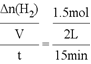 Δn(H₂) 1.5mol
V 2L
t 15min